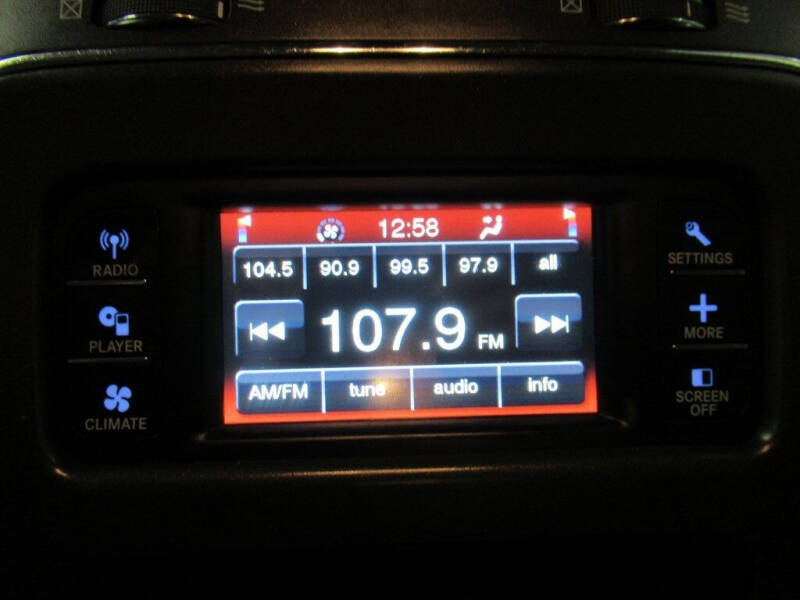 12:58
104.5 90.9 99.5 97.9 all
107.9 FM
AM/FM tune audio info
RADIO
PLAYER
CLIMATE
SETTINGS
MORE
SCREEN
OFF